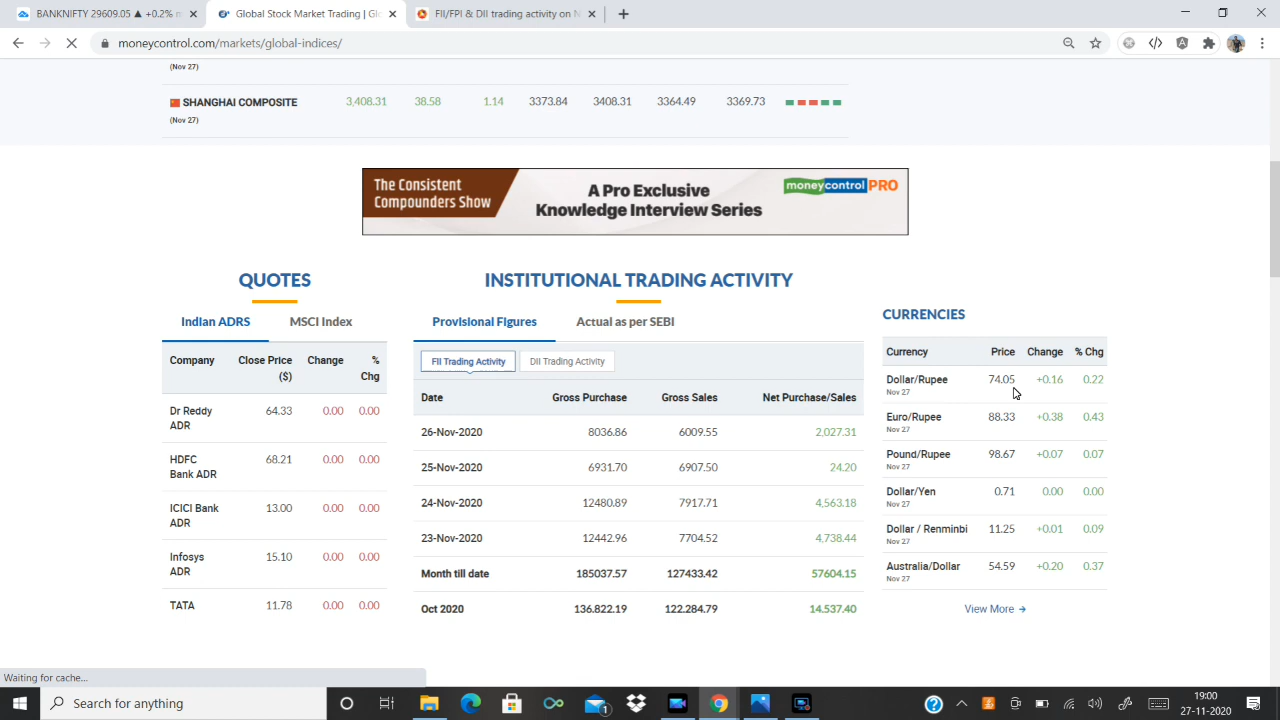 BANKNIFTY 29609.05 ▲ +0.2%
Global Stock Market Trading | Gl
FII/FPI & DII trading activity on N
moneycontrol.com/markets/global-indices/
(Nov 27)
SHANGHAI COMPOSITE 3,408.31 38.58 1.14 3373.84 3408.31 3364.49 3369.73
(Nov 27)
The Consistent
Compounders Show
A Pro Exclusive
Knowledge Interview Series
moneycontrol PRO
QUOTES
Indian ADRS MSCI Index
Company Close Price ($) Change % Chg
Dr Reddy ADR 64.33 0.00 0.00
HDFC Bank ADR 68.21 0.00 0.00
ICICI Bank ADR 13.00 0.00 0.00
Infosys ADR 15.10 0.00 0.00
TATA 11.78 0.00 0.00
INSTITUTIONAL TRADING ACTIVITY
Provisional Figures Actual as per SEBI
FII Trading Activity DII Trading Activity
Date Gross Purchase Gross Sales Net Purchase/Sales
26-Nov-2020 8036.86 6009.55 2,027.31
25-Nov-2020 6931.70 6907.50 24.20
24-Nov-2020 12480.89 7917.71 4,563.18
23-Nov-2020 12442.96 7704.52 4,738.44
Month till date 185037.57 127433.42 57604.15
Oct 2020 136.822.19 122.284.79 14.537.40
CURRENCIES
Currency Price Change % Chg
Dollar/Rupee 74.05 +0.16 0.22
Nov 27
Euro/Rupee 88.33 +0.38 0.43
Nov 27
Pound/Rupee 98.67 +0.07 0.07
Nov 27
Dollar/Yen 0.71 0.00 0.00
Nov 27
Dollar / Renminbi 11.25 +0.01 0.09
Nov 27
Australia/Dollar 54.59 +0.20 0.37
Nov 27
View More →
Waiting for cache...
Search for anything
1
19:00
27-11-2020